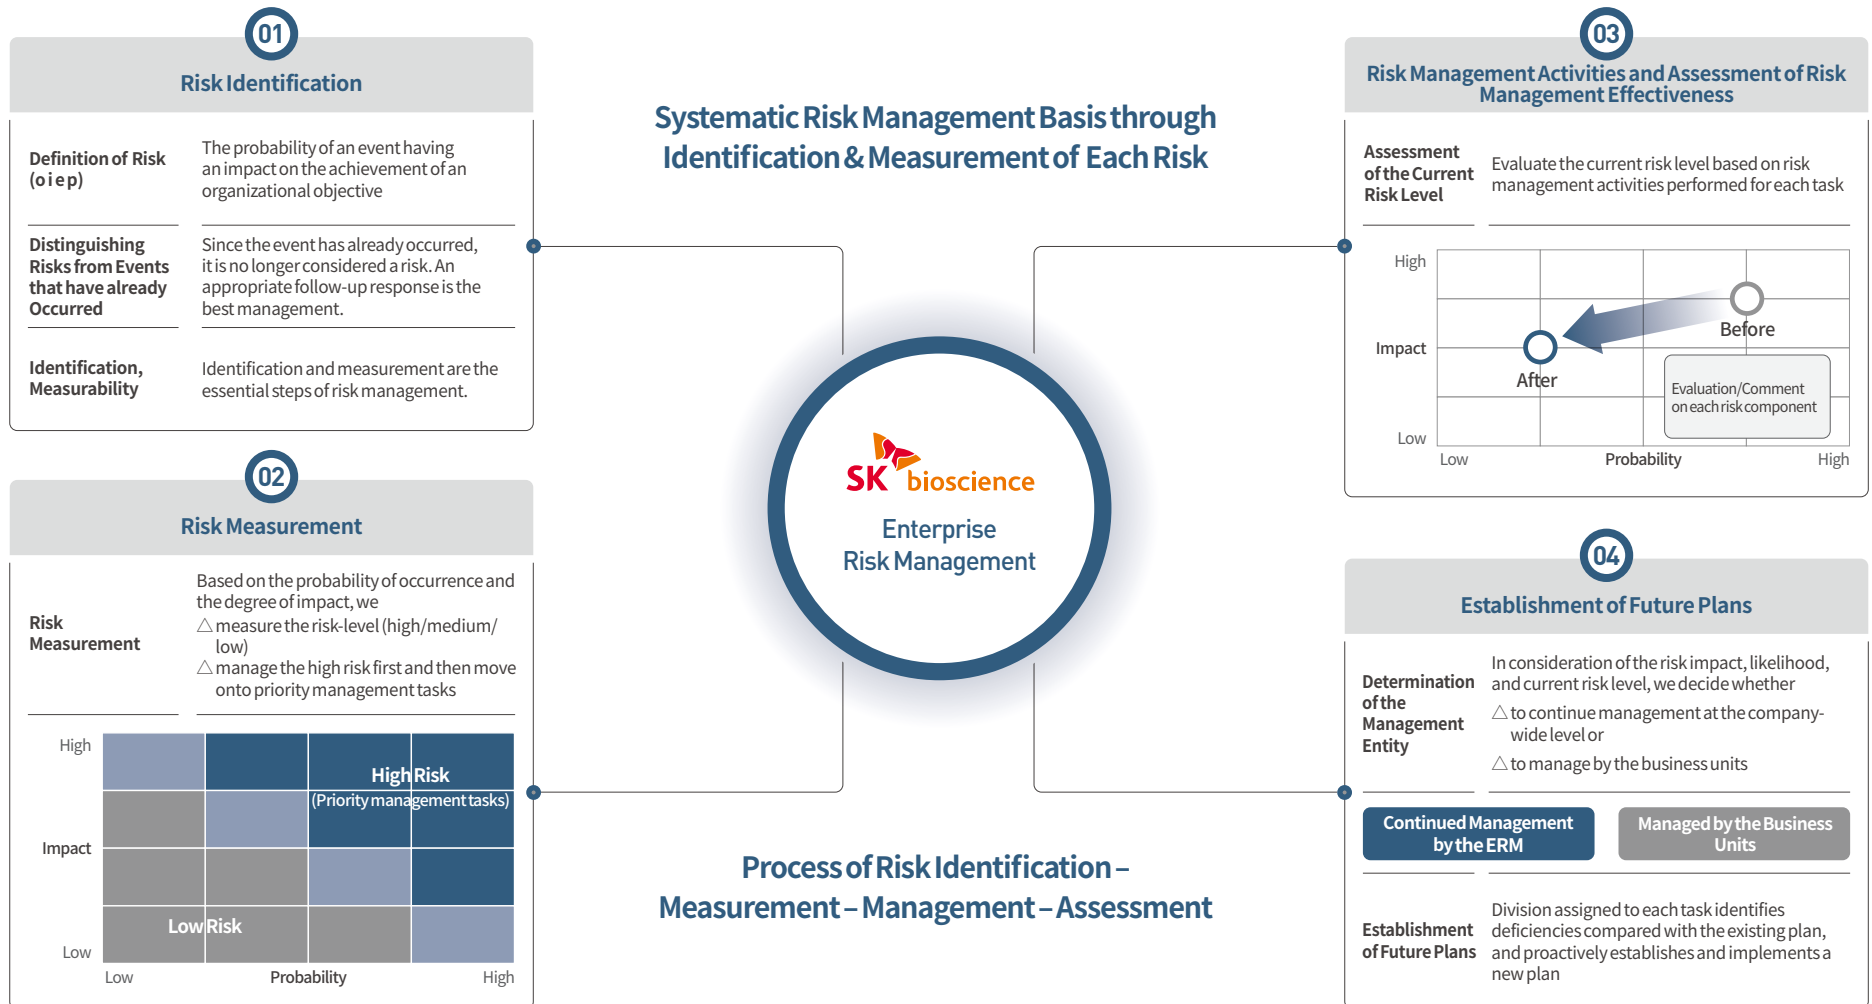 01
Risk Identification
Definition of Risk
(o i e p)
The probability of an event having
an impact on the achievement of an
organizational objective
Distinguishing
Risks from Events
that have already
Occurred
Since the event has already occurred,
it is no longer considered a risk. An
appropriate follow-up response is the
best management.
Identification,
Measurability
Identification and measurement are the
essential steps of risk management.
02
Risk Measurement
Risk
Measurement
Based on the probability of occurrence and
the degree of impact, we
△ measure the risk-level (high/medium/
low)
△ manage the high risk first and then move
onto priority management tasks
High
Impact
Low
High Risk
(Priority management tasks)
Low Risk
Low
Probability
High
Systematic Risk Management Basis through
Identification & Measurement of Each Risk
SK bioscience
Enterprise
Risk Management
Process of Risk Identification –
Measurement – Management – Assessment
03
Risk Management Activities and Assessment of Risk
Management Effectiveness
Assessment
of the Current
Risk Level
Evaluate the current risk level based on risk
management activities performed for each task
High
Impact
Low
Before
After
Evaluation/Comment
on each risk component
Low
Probability
High
04
Establishment of Future Plans
Determination
of the
Management
Entity
In consideration of the risk impact, likelihood,
and current risk level, we decide whether
△ to continue management at the company-
wide level or
△ to manage by the business units
Continued Management
by the ERM
Managed by the Business
Units
Establishment
of Future Plans
Division assigned to each task identifies
deficiencies compared with the existing plan,
and proactively establishes and implements a
new plan